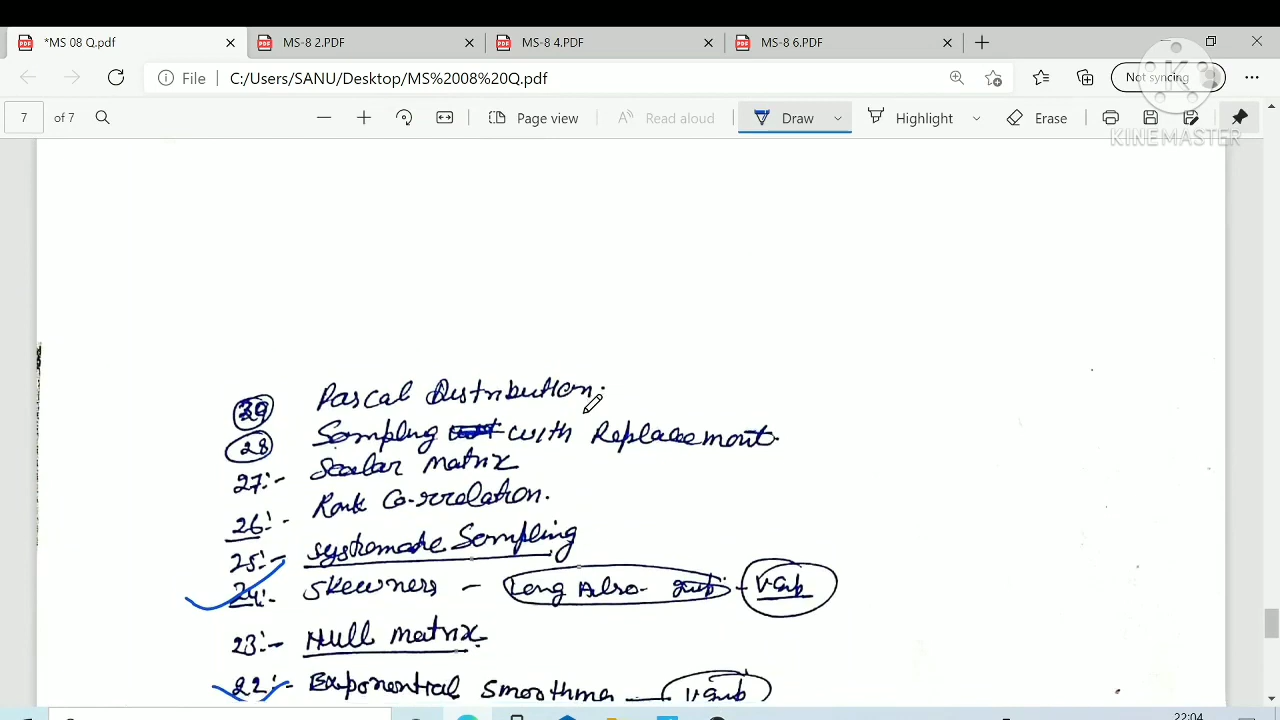 *MS 08 Q.pdf MS-8 2.PDF MS-8 4.PDF MS-8 6.PDF
File C:/Users/SANU/Desktop/MS%2008%20Q.pdf Not syncing
7 of 7 Page view Read aloud Draw Highlight Erase
KINEMASTER
29 Pascal Distribution.
28 Sampling with Replacement.
27:- Scalar matrix
26:- Rank Co-rrelation.
25:- Sampling
24:- Skewness - Long Also
23:- Null matrix
22:- Exponential Smoothing
22:04